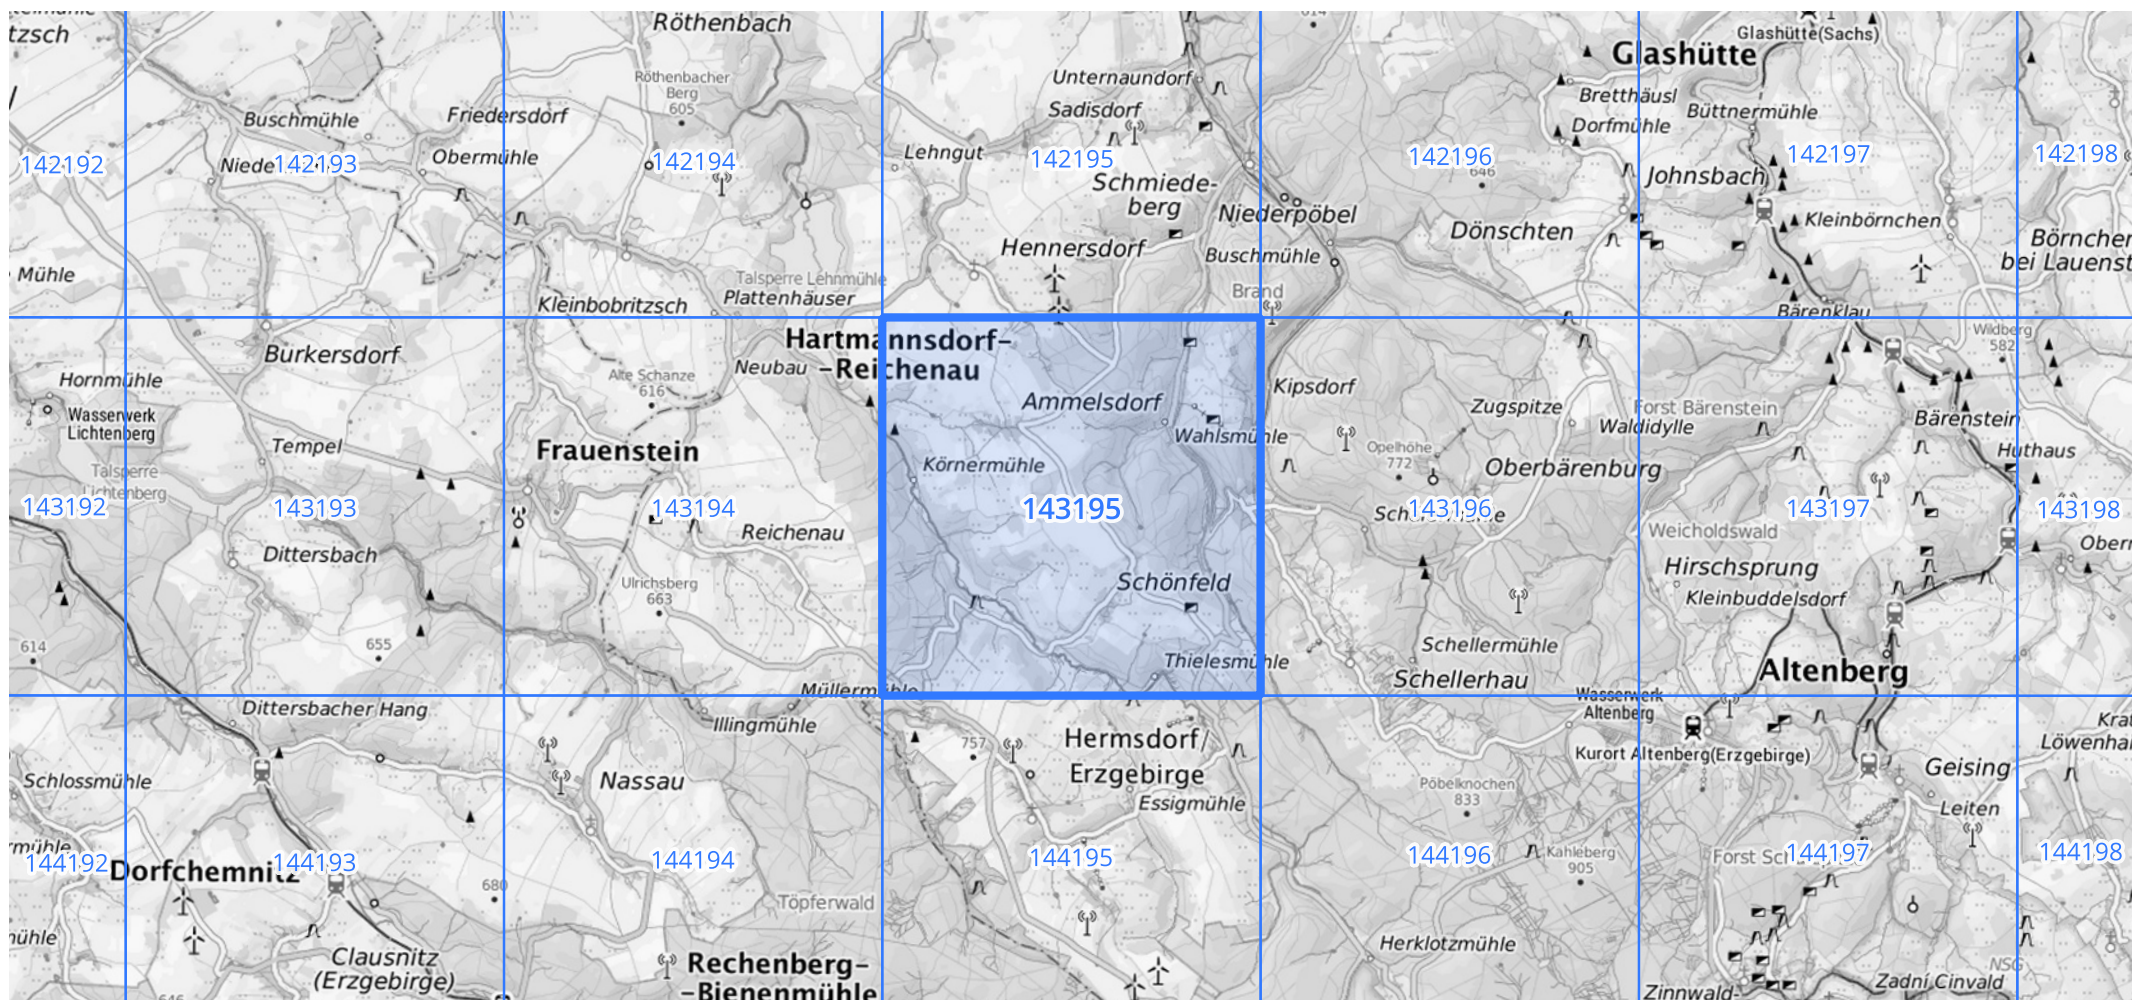 tzsch
Röthenbach
Glashütte(Sachs)
Glashütte
Röthenbacher
Berg
605
Unternaundorf
Sadisdorf
Bretthäusl
Büttnermühle
Buschmühle
Friedersdorf
Dorfmühle
Lehngut
142192
Niede
142193
Obermühle
142194
142195
142196
646
142197
142198
Schmiede-
berg
Johnsbach
Niederpöbel
Kleinbörnchen
Dönschten
Hennersdorf
Buschmühle
Börnchen
bei Lauenst
Mühle
Talsperre Lehnmühle
Plattenhäuser
Brand
Kleinbobritzsch
Bärenklau
Hartmannsdorf-
-Reichenau
Wildberg
582
Burkersdorf
Hornmühle
Alte Schanze
616
Neubau
Kipsdorf
Ammelsdorf
Zugspitze
Forst Bärenstein
Waldidylle
Bärenstein
Wasserwerk
Lichtenberg
Tempel
Frauenstein
Wahlsmühle
Opelhöhe
772
Huthaus
Talsperre
Lichtenberg
Körnermühle
Oberbärenburg
143192
143193
143194
143195
143196
143197
143198
Reichenau
Weicholdswald
Dittersbach
Hirschsprung
Kleinbuddelsdorf
Ulrichsberg
663
Schönfeld
614
655
Schellermühle
Thielesmühle
Schellerhau
Altenberg
Müllermühle
Dittersbacher Hang
Illingmühle
Wasserwerk
Altenberg
Kurort Altenberg(Erzgebirge)
757
Hermsdorf/
Erzgebirge
Löwenhai
Schlossmühle
Nassau
Essigmühle
Pöbelknochen
833
Geising
Leiten
144192
Dorfchemnitz
144193
144194
144195
144196
Kahleberg
905
144197
144198
680
Töpferwald
Clausnitz
(Erzgebirge)
Rechenberg-
-Bienenmühle
Herklotzmühle
NSG
Zadní Cinvald
Zinnwald-